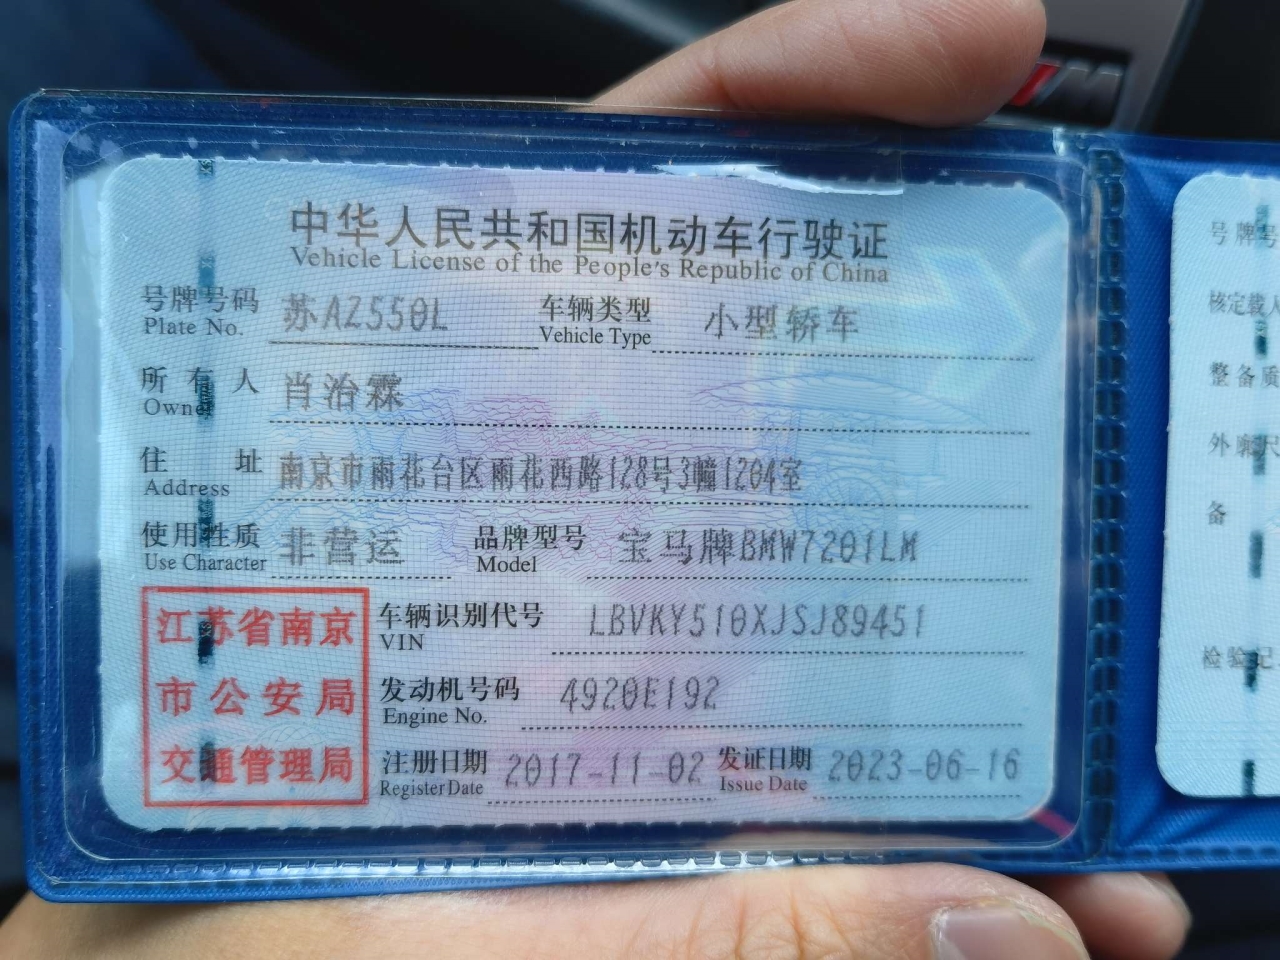 中华人民共和国机动车行驶证
Vehicle License of the People's Republic of China
号牌号码 苏AZ550L 车辆类型 小型轿车
Plate No. Vehicle Type
所有人 肖治霖
Owner
住址 南京市雨花台区雨花西路128号3幢1204室
Address
使用性质 非营运 品牌型号 宝马牌BMW7201LM
Use Character Model
江苏省南京
市公安局
交通管理局
车辆识别代号 LBVKY510XJSJ89451
VIN
发动机号码 4920E192
Engine No.
注册日期 2017-11-02 发证日期 2023-06-16
Register Date Issue Date
号牌号
核定载人
整备质
外廓尺
备
检验记
M